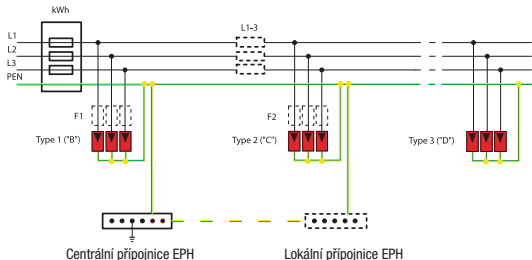 kWh
L1
L2
L3
PEN
L1-3
F1
F2
Type 1 ("B")
Type 2 ("C")
Type 3 ("D")
Centrální přípojnice EPH
Lokální přípojnice EPH